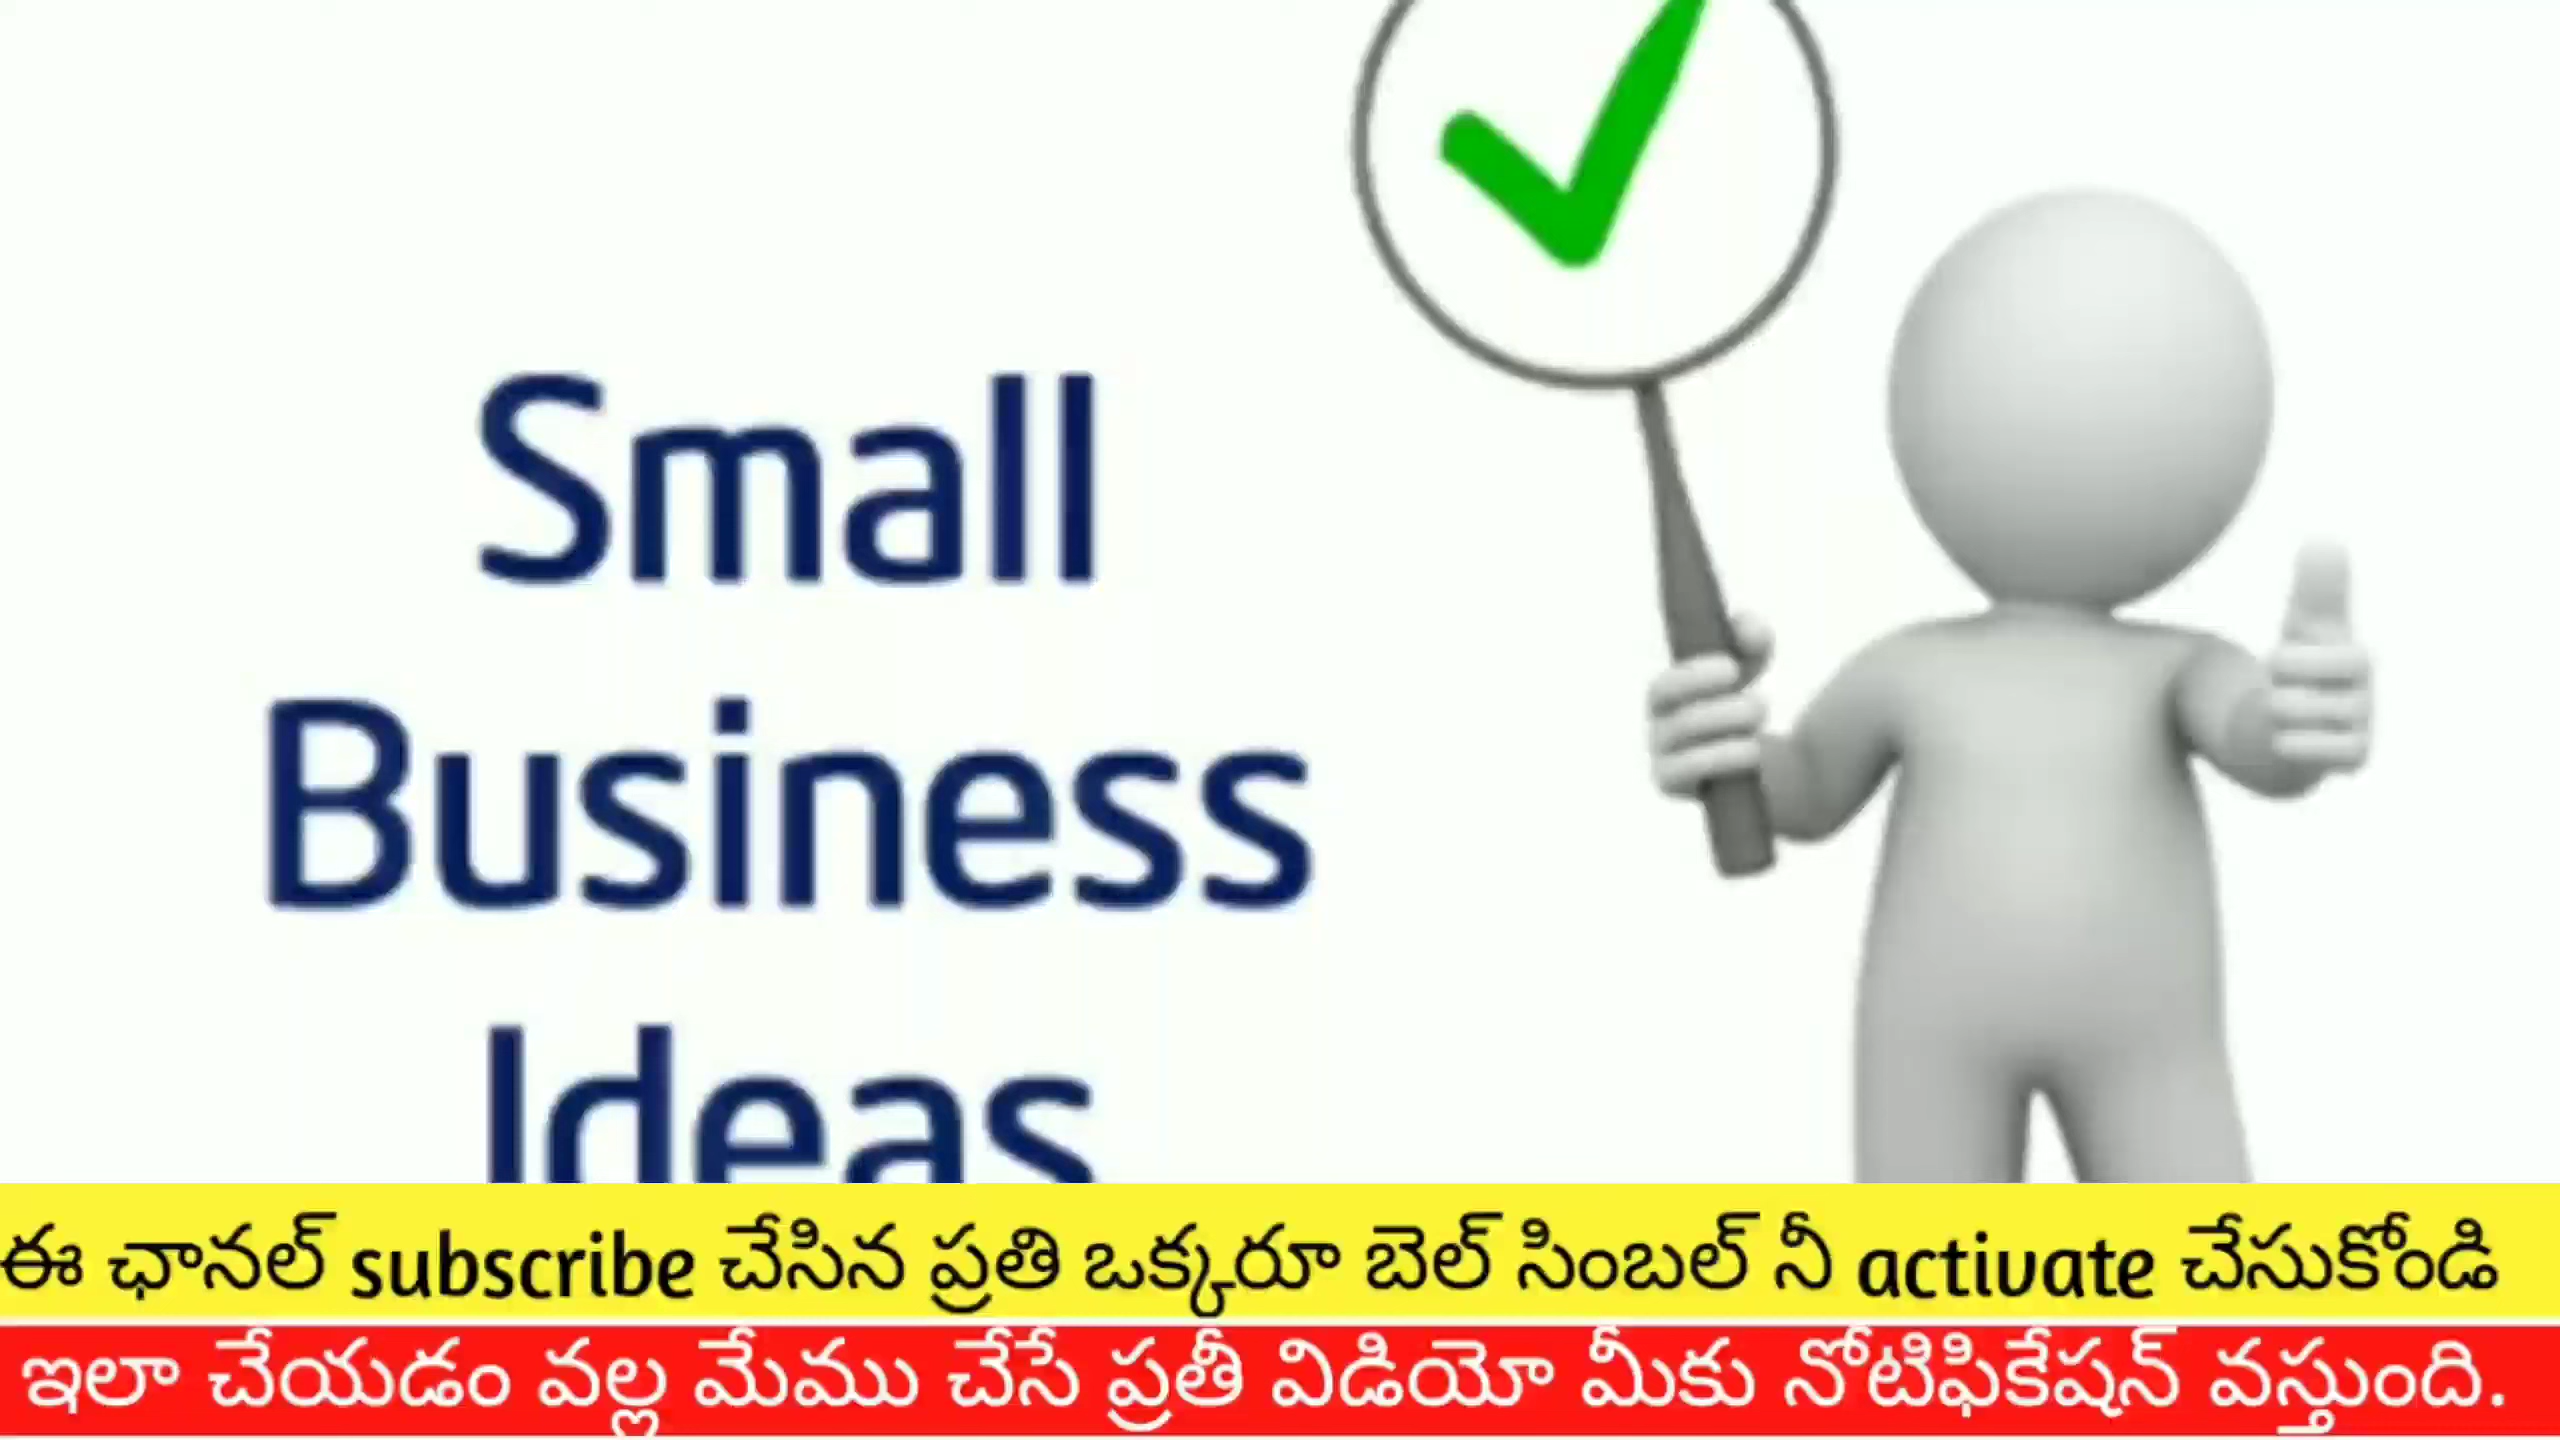 Small
Business
Ideas
ఈ ఛానల్ subscribe చేసిన ప్రతి ఒక్కరూ బెల్ సింబల్ నీ activate చేసుకోండి
ఇలా చేయడం వల్ల మేము చేసే ప్రతీ విడియో మీకు నోటిఫికేషన్ వస్తుంది.